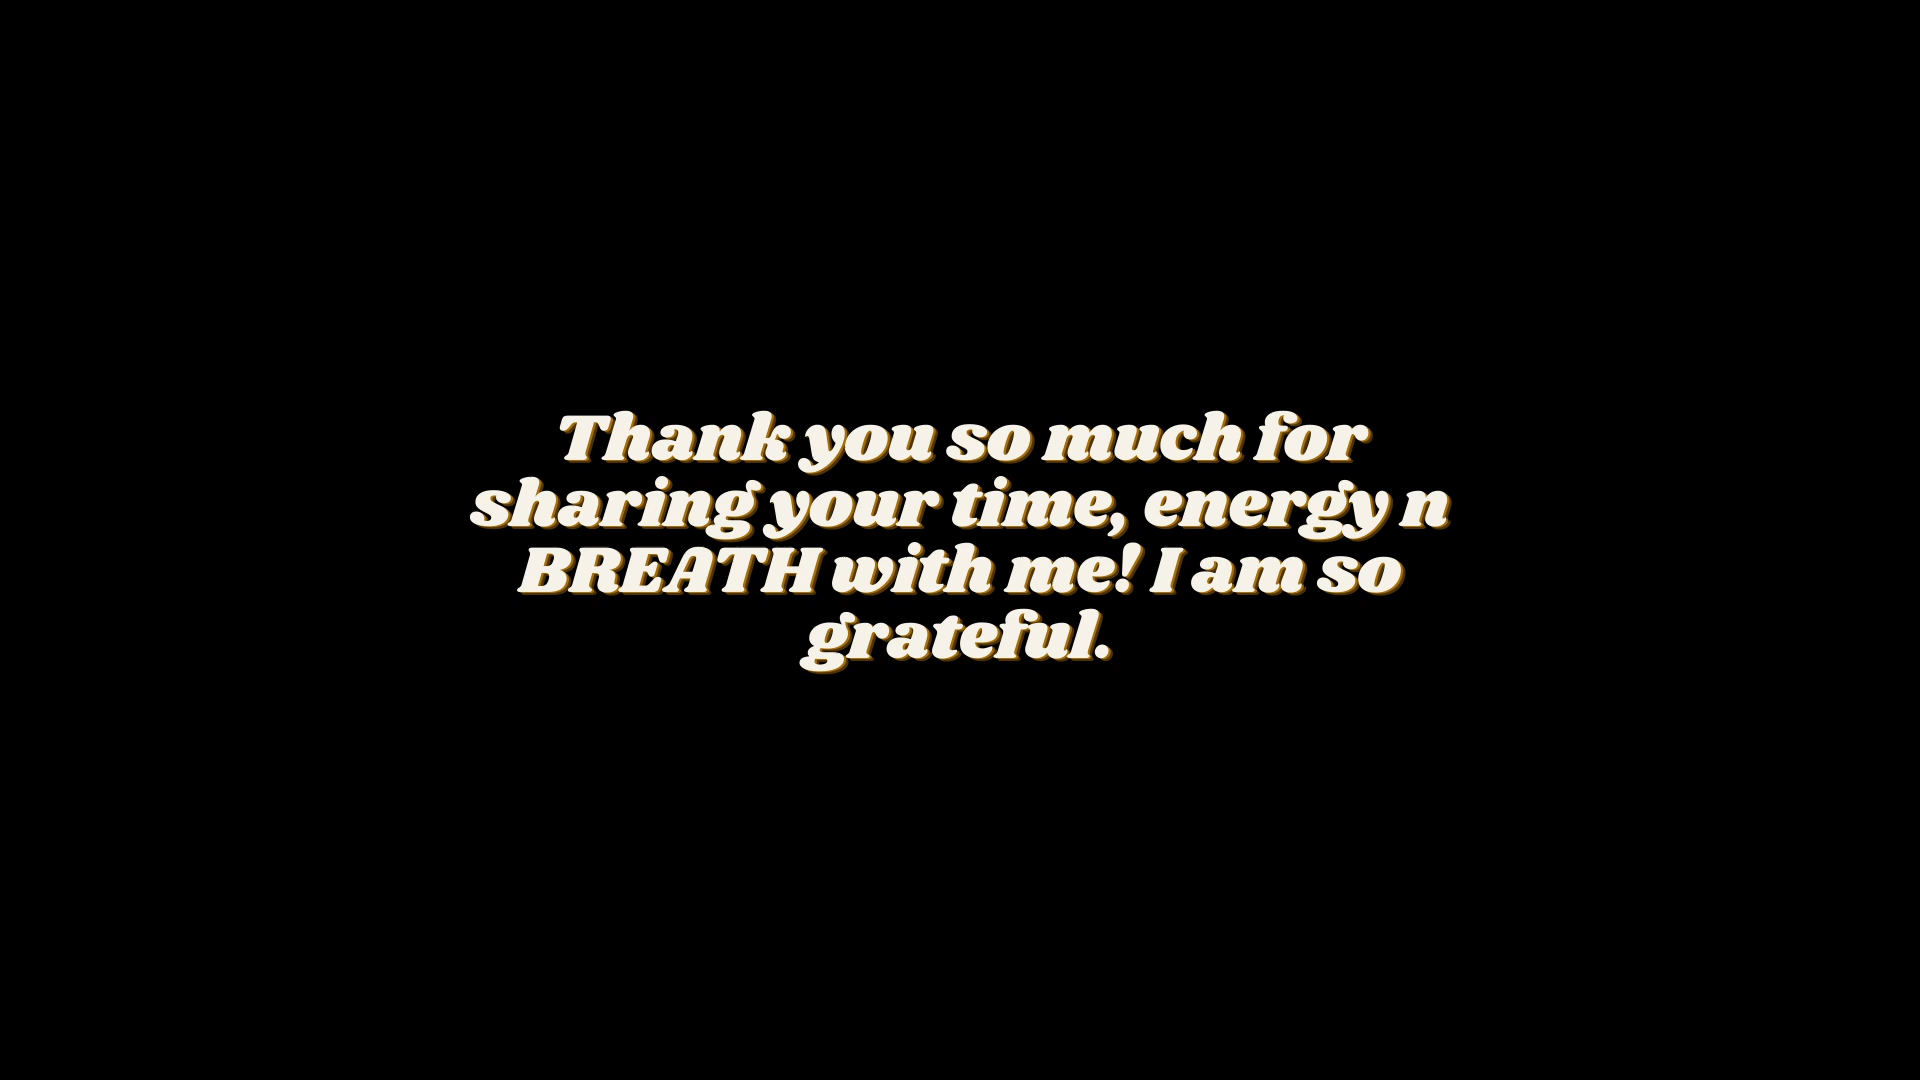 Thank you so much for
sharing your time, energy n
BREATH with me! I am so
grateful.